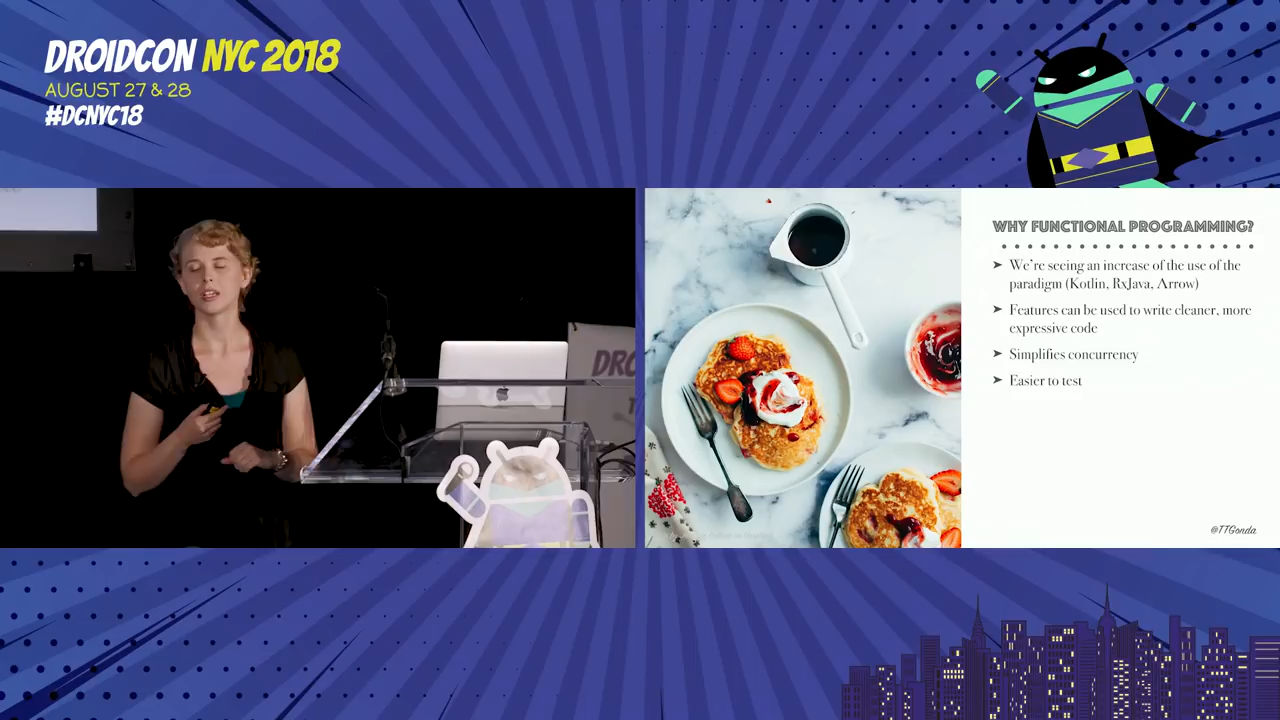 DROIDCON NYC 2018
AUGUST 27 & 28
#DCNYC18
DRO
WHY FUNCTIONAL PROGRAMMING?
➤ We're seeing an increase of the use of the
paradigm (Kotlin, RxJava, Arrow)
➤ Features can be used to write cleaner, more
expressive code
➤ Simplifies concurrency
➤ Easier to test
@TTGonda